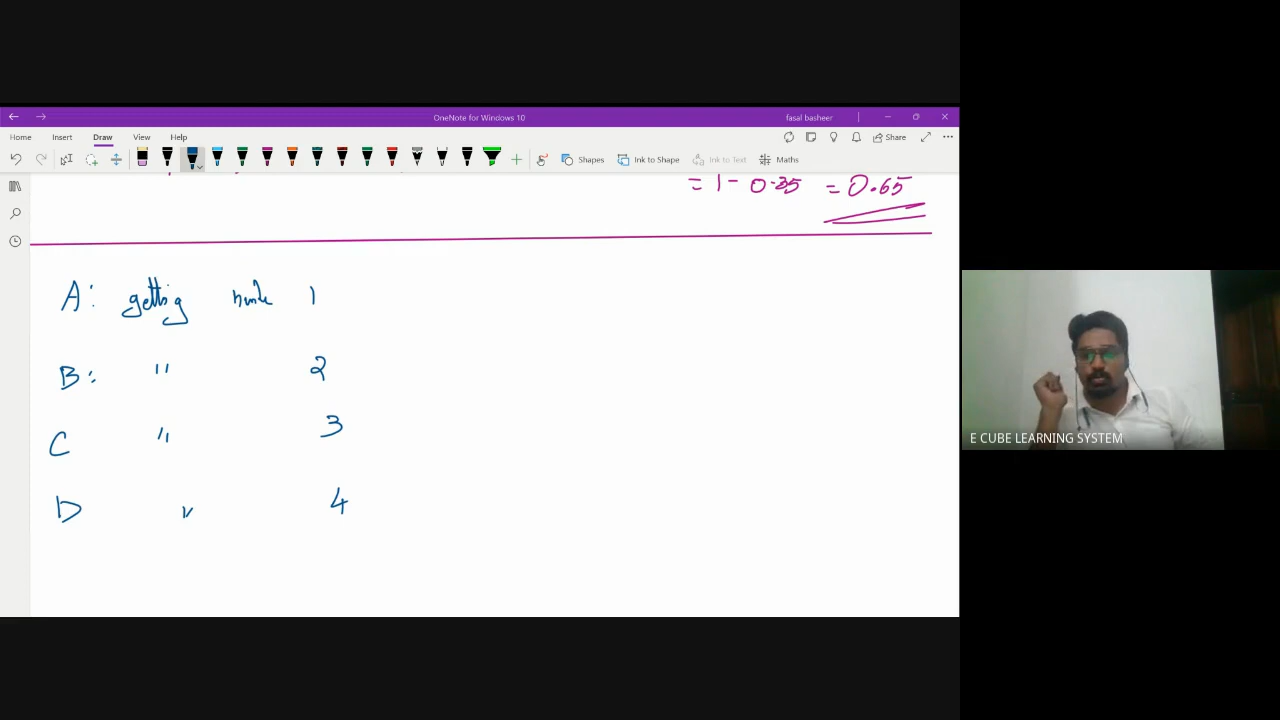 OneNote for Windows 10
fasal basheer
Home Insert Draw View Help
Share
Shapes Ink to Shape Ink to Text Maths
= 1 - 0.35 = 0.65
A: getting 1
B: " 2
C " 3
D " 4
E CUBE LEARNING SYSTEM